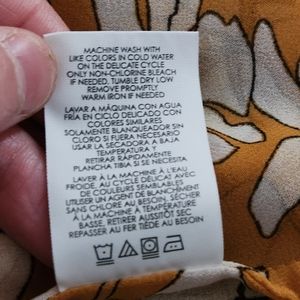 MACHINE WASH WITH
LIKE COLORS IN COLD WATER
ON THE DELICATE CYCLE
ONLY NON-CHLORINE BLEACH
IF NEEDED. TUMBLE DRY LOW
REMOVE PROMPTLY
WARM IRON IF NEEDED
LAVAR A MÁQUINA CON AGUA
FRÍA EN CICLO DELICADO CON
COLORES SIMILARES
SOLAMENTE BLANQUEADOR SIN
CLORO DE SER NECESARIO
USAR LA SECADORA A BAJA
TEMPERATURA Y
RETIRAR RÁPIDAMENTE
PLANCHA TIBIA SI SE NECESITA
LAVER À LA MACHINE À L'EAU
FROIDE, AU CYCLE DÉLICAT AVEC
DE COULEURS SEMBLABLES
UTILISER UN AGENT DE BLANCHIMENT
SANS CHLORE AU BESOIN. SÉCHER
À LA MACHINE À TEMPÉRATURE
BASSE. RETIRER AUSSITÔT SEC
REPASSER AU FER TIÈDE AU BESOIN